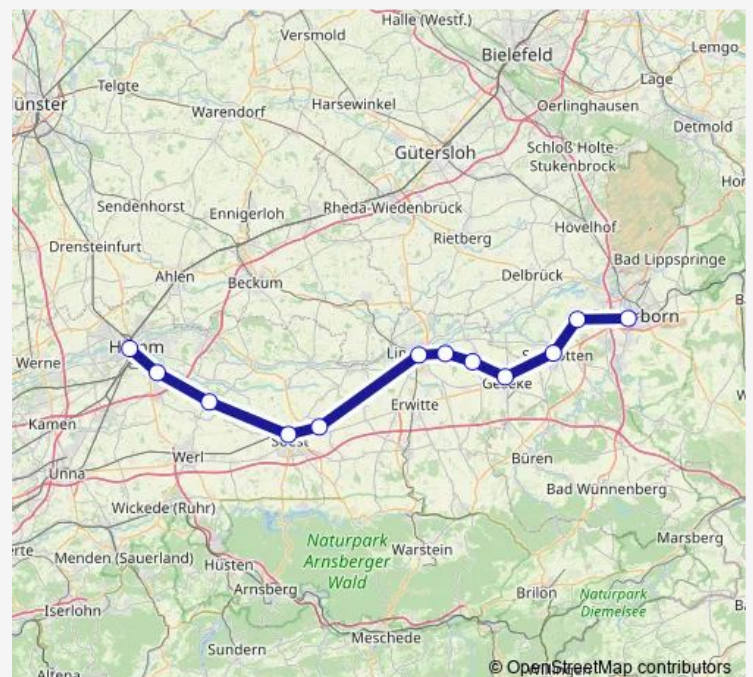 Halle (Westf.)
Versmold
Bielefeld
Lemgo
Telgte
Lage
ünster
Warendorf
Harsewinkel
Oerlinghausen
Detmold
Gütersloh
Schloß Holte-
Stukenbrock
Sendenhorst
Ennigerloh
Rheda-Wiedenbrück
Hövelhof
Drensteinfurt
Rietberg
Bad Lippspringe
Ahlen
Beckum
Delbrück
born
Werne
Erwitte
Kamen
Werl
Büren
Unna
Bad Wünnenberg
Wickede (Ruhr)
Naturpark
Arnsberger
Wald
Warstein
Marsberg
Menden (Sauerland)
Hüsten
Arnsberg
Brilon
Naturpark
Diemelsee
Iserlohn
Meschede
Sundern
Altena
© OpenStreetMap contributors